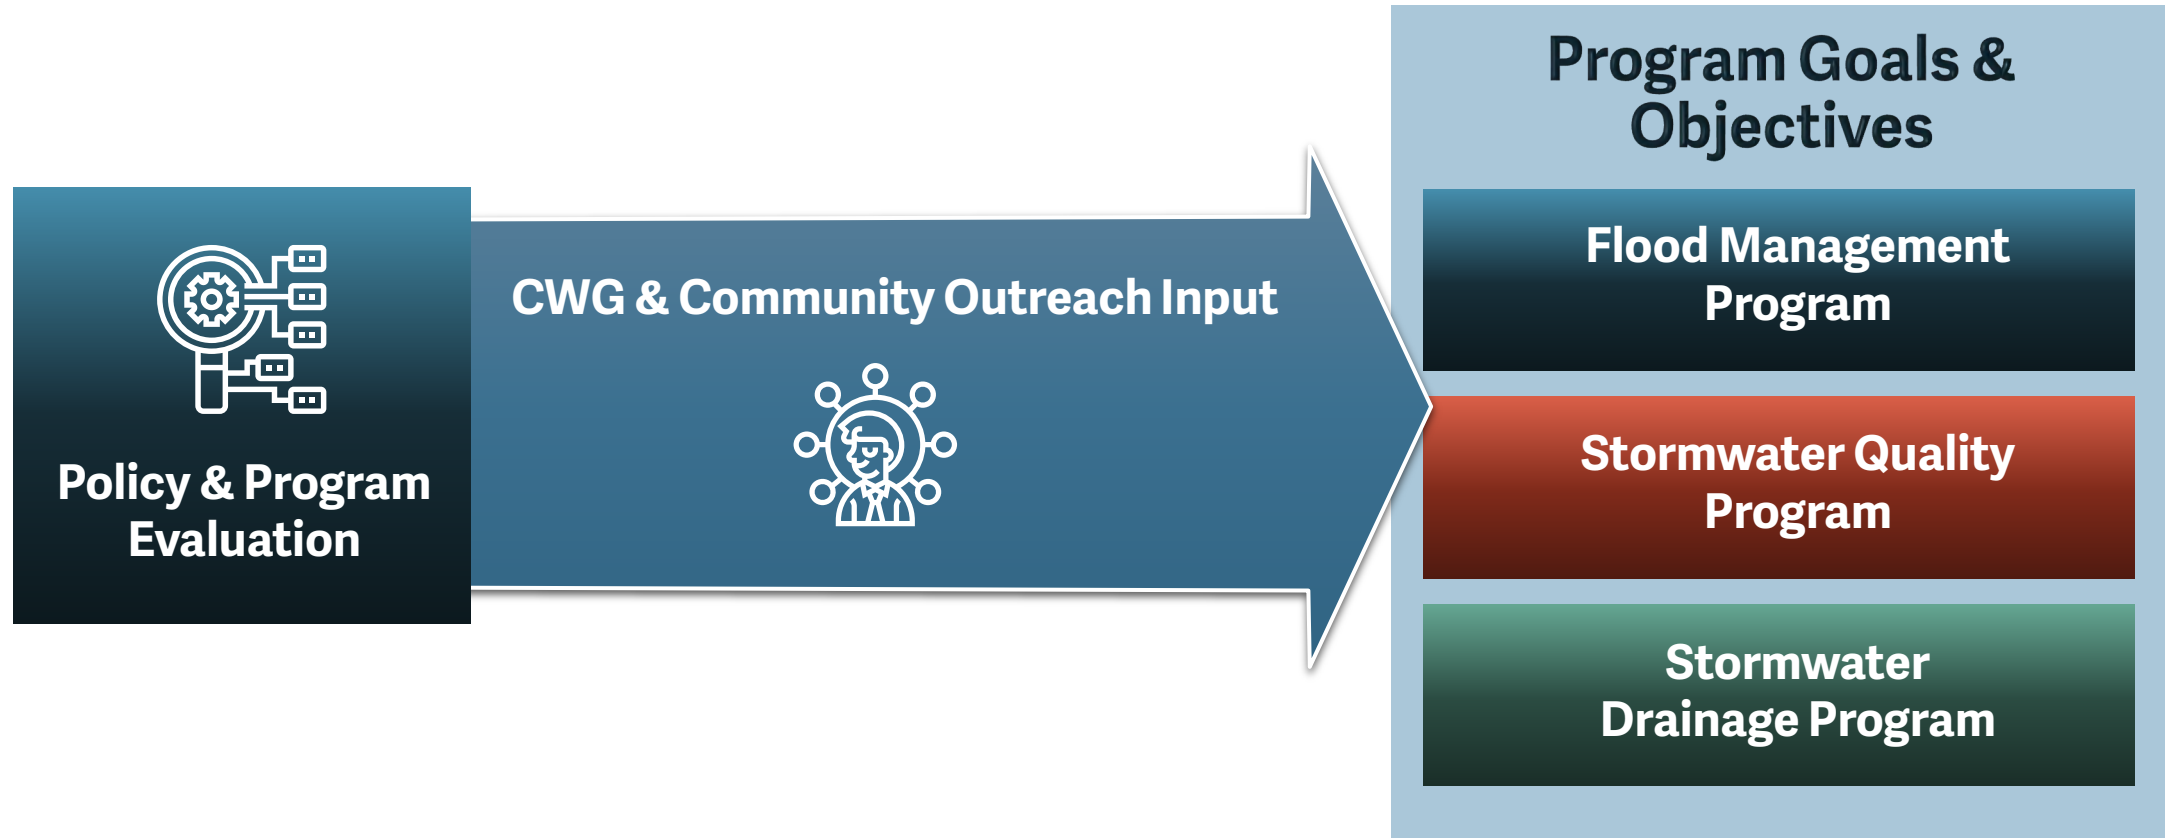 Policy & Program
Evaluation
CWG & Community Outreach Input
Program Goals &
Objectives
Flood Management
Program
Stormwater Quality
Program
Stormwater
Drainage Program